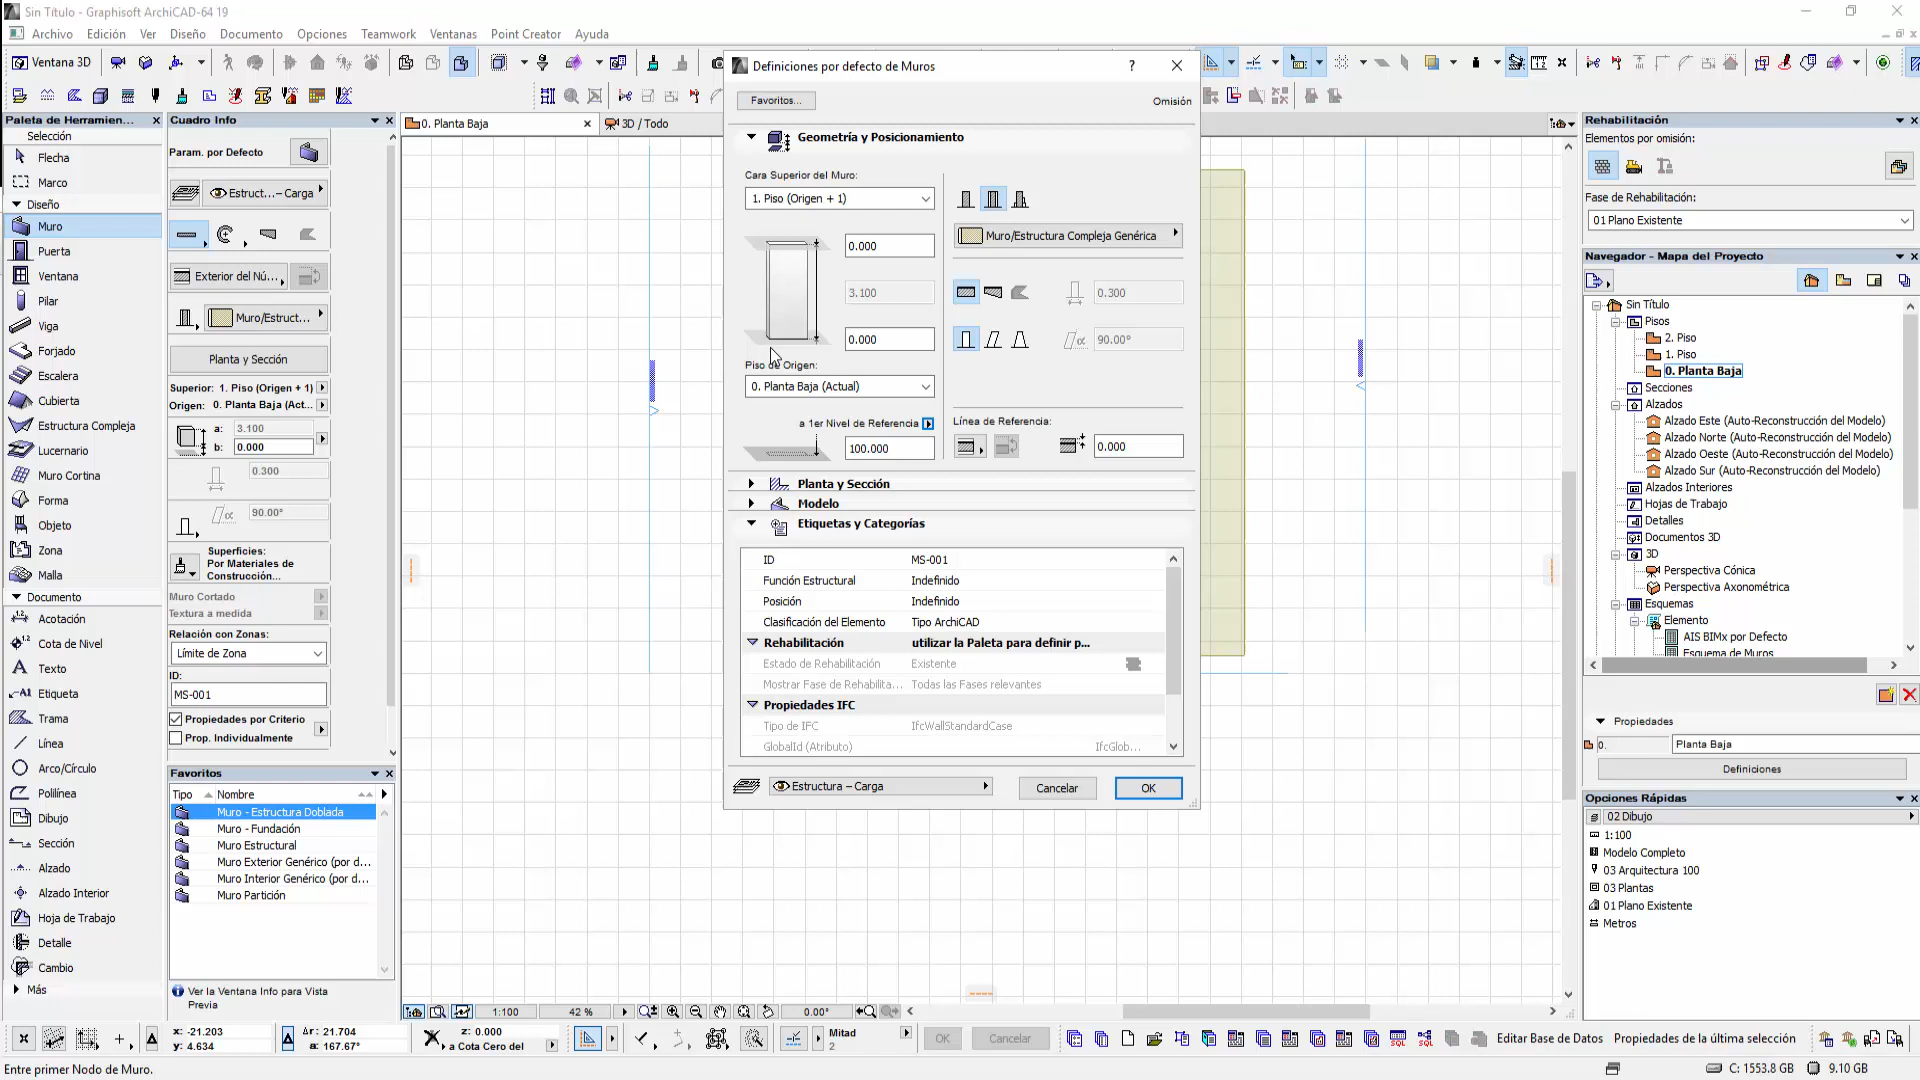 Sin Título - Graphisoft ArchiCAD-64 19
Archivo Edición Ver Diseño Documento Opciones Teamwork Ventanas Point Creator Ayuda
Ventana 3D
Paleta de Herramien...
Selección
Flecha
Marco
Diseño
Muro
Puerta
Ventana
Pilar
Viga
Forjado
Escalera
Cubierta
Estructura Compleja
Lucernario
Muro Cortina
Forma
Objeto
Zona
Malla
Documento
Acotación
Cota de Nivel
Texto
Etiqueta
Trama
Línea
Arco/Círculo
Polilínea
Dibujo
Sección
Alzado
Alzado Interior
Hoja de Trabajo
Detalle
Cambio
Más
Cuadro Info
Param. por Defecto
Estruct... – Carga
Exterior del Nú...
Muro/Estruct...
Planta y Sección
Superior: 1. Piso (Origen + 1)
Origen: 0. Planta Baja (Act...
a: 3.100
b: 0.000
0.300
90.00°
Superficies:
Por Materiales de
Construcción...
Muro Cortado
Textura a medida
Relación con Zonas:
Límite de Zona
ID:
MS-001
Propiedades por Criterio
Prop. Individualmente
Favoritos
Tipo Nombre
Muro - Estructura Doblada
Muro - Fundación
Muro Estructural
Muro Exterior Genérico (por d...
Muro Interior Genérico (por d...
Muro Partición
Ver la Ventana Info para Vista
Previa
0. Planta Baja
3D / Todo
Definiciones por defecto de Muros
Favoritos...
Omisión
Geometría y Posicionamiento
Cara Superior del Muro:
1. Piso (Origen + 1)
0.000
Muro/Estructura Compleja Genérica
3.100
0.300
0.000
90.00°
Piso de Origen:
0. Planta Baja (Actual)
a 1er Nivel de Referencia
Línea de Referencia:
100.000
0.000
Planta y Sección
Modelo
Etiquetas y Categorías
ID MS-001
Función Estructural Indefinido
Posición Indefinido
Clasificación del Elemento Tipo ArchiCAD
Rehabilitación utilizar la Paleta para definir p...
Estado de Rehabilitación Existente
Mostrar Fase de Rehabilita... Todas las Fases relevantes
Propiedades IFC
Tipo de IFC IfcWallStandardCase
GlobalId (Atributo) IfcGlob...
Estructura – Carga
Cancelar
OK
Rehabilitación
Elementos por omisión:
Fase de Rehabilitación:
01 Plano Existente
Navegador - Mapa del Proyecto
Sin Título
Pisos
2. Piso
1. Piso
0. Planta Baja
Secciones
Alzados
Alzado Este (Auto-Reconstrucción del Modelo)
Alzado Norte (Auto-Reconstrucción del Modelo)
Alzado Oeste (Auto-Reconstrucción del Modelo)
Alzado Sur (Auto-Reconstrucción del Modelo)
Alzados Interiores
Hojas de Trabajo
Detalles
Documentos 3D
3D
Perspectiva Cónica
Perspectiva Axonométrica
Esquemas
Elemento
AIS BIMx por Defecto
Esquema de Muros
Propiedades
0. Planta Baja
Definiciones
Opciones Rápidas
02 Dibujo
1:100
Modelo Completo
03 Arquitectura 100
03 Plantas
01 Plano Existente
Metros
1:100 42 % 0.00°
x: -21.203
y: 4.634
Δr: 21.704
a: 167.67°
z: 0.000
a Cota Cero del
Mitad
2
OK Cancelar
SQL SQL
Editar Base de Datos Propiedades de la última selección
Entre primer Nodo de Muro.
C: 1553.8 GB 9.10 GB